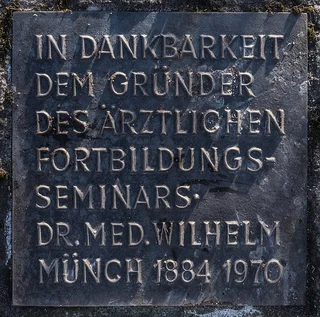 IN DANKBARKEIT
DEM GRÜNDER
DES ÄRZTLICHEN
FORTBILDUNGS-
SEMINARS·
DR. MED. WILHELM
MÜNCH 1884 1970